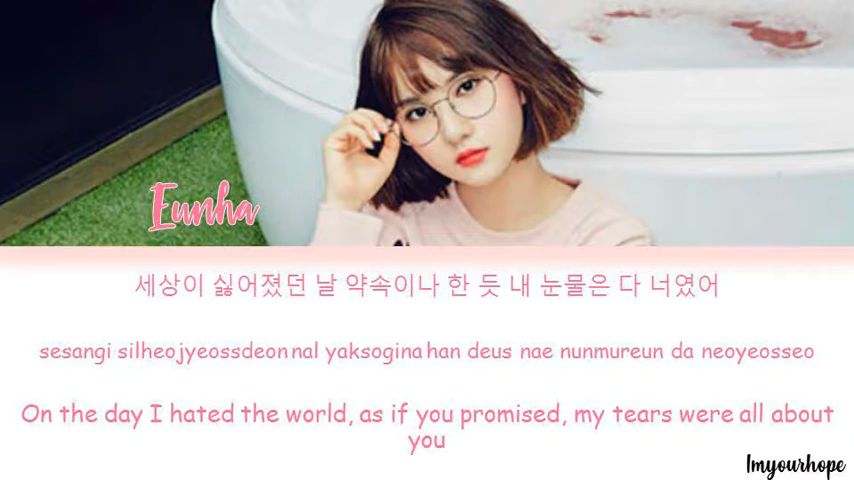 Eunha
세상이 싫어졌던 날 약속이나 한 듯 내 눈물은 다 너였어
sesangi silheojyeossdeon nal yaksogina han deus nae nunmureun da neoyeosseo
On the day I hated the world, as if you promised, my tears were all about
you
Imyourhope